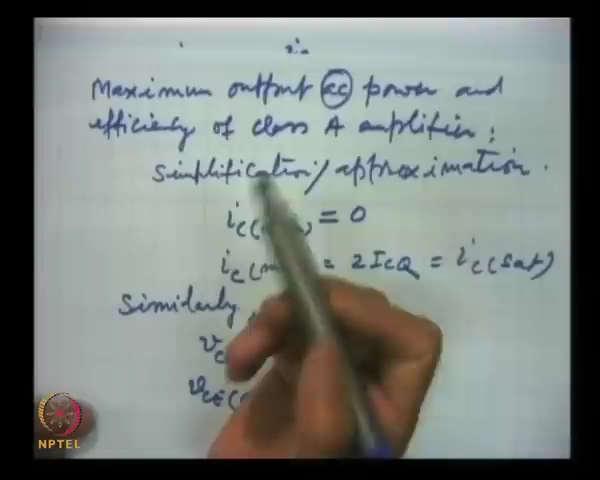 Maximum output ac power and
efficiency of class A amplifier:
Simplification/approximation.
= 0
= 2ICQ = iC(sat)
Similarly
NPTEL